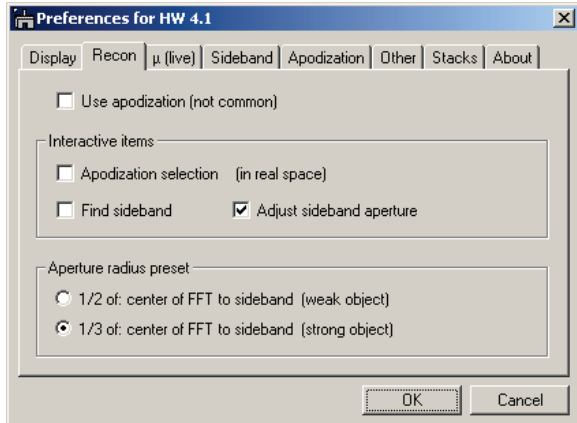 Preferences for HW 4.1
Display Recon µ (live) Sideband Apodization Other Stacks About
Use apodization (not common)
Interactive items
Apodization selection (in real space)
Find sideband Adjust sideband aperture
Aperture radius preset
1/2 of: center of FFT to sideband (weak object)
1/3 of: center of FFT to sideband (strong object)
OK Cancel